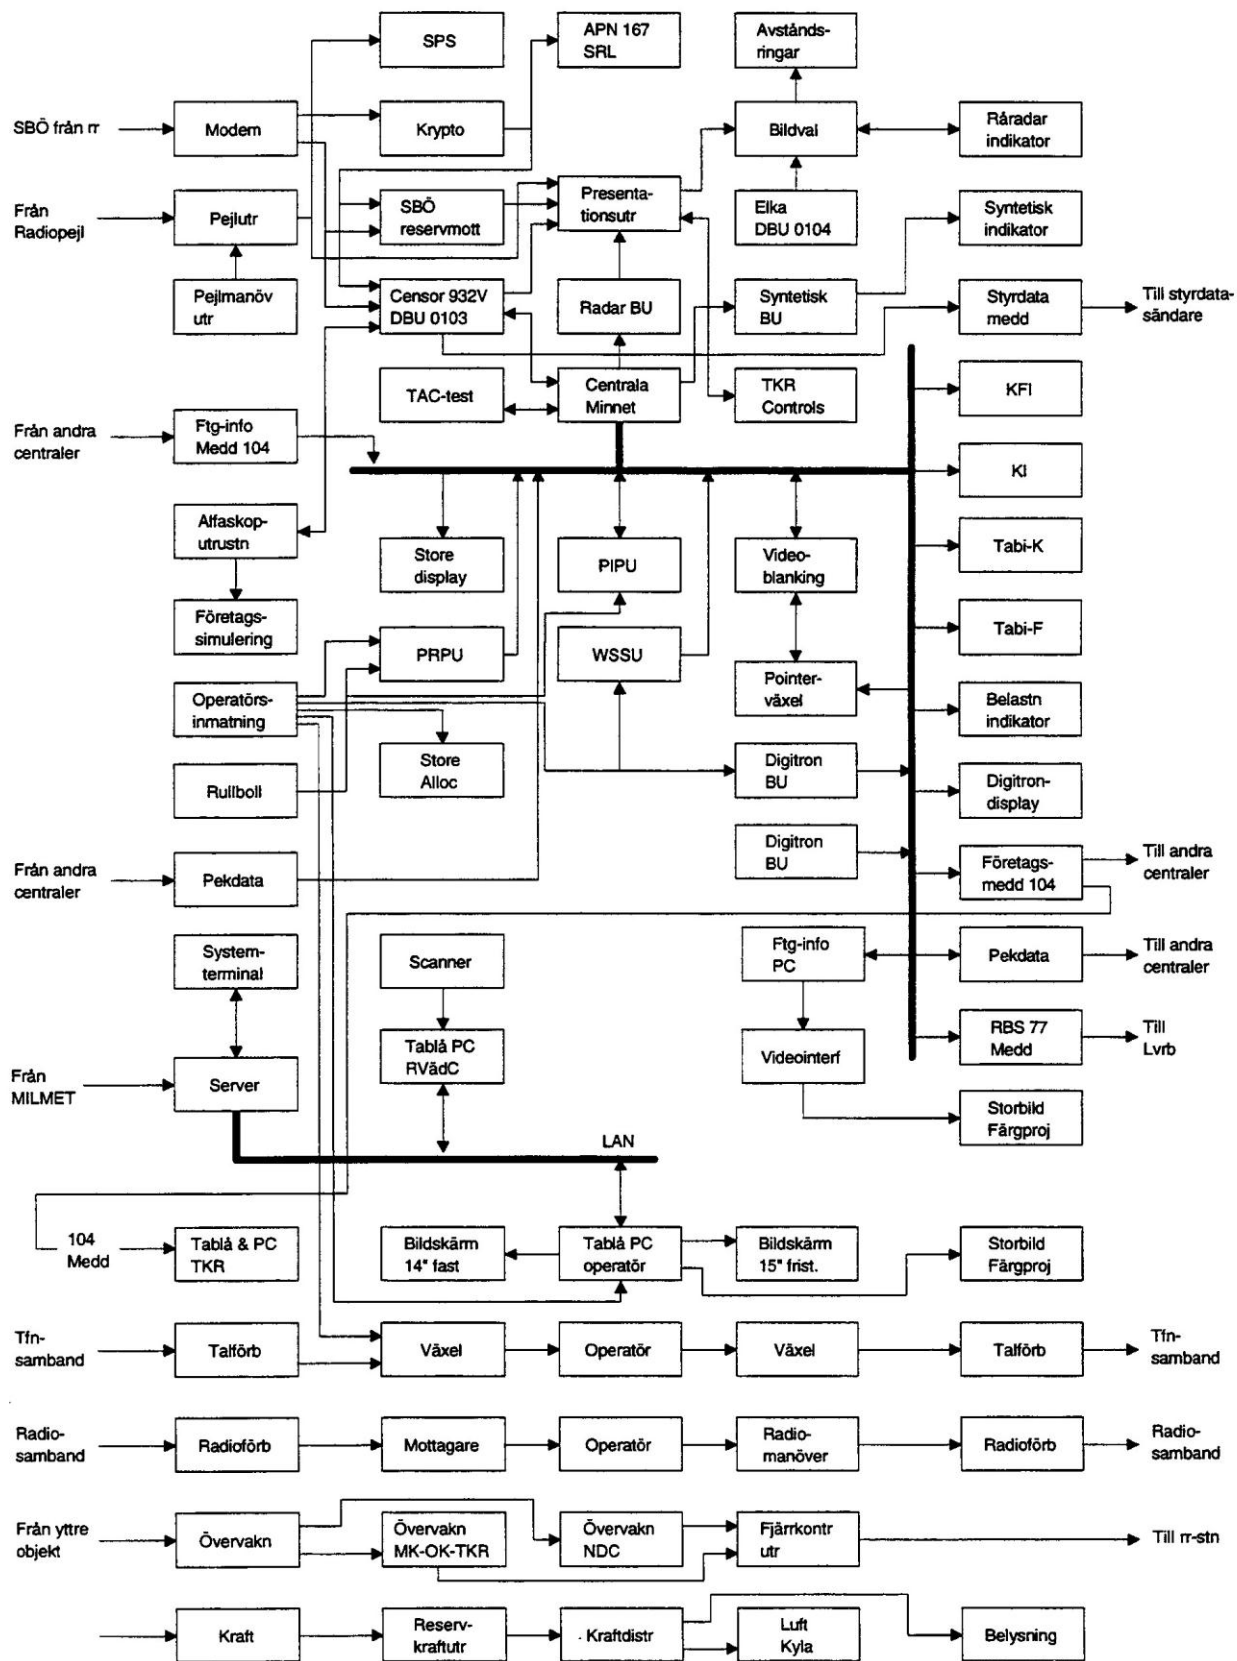 SPS
APN 167
SRL
Avstånds-
ringar
SBÖ från rr
Modem
Krypto
Bildval
Råradar
indikator
Från
Radiopejl
Pejlutr
SBÖ
reservmott
Presenta-
tionsutr
Elka
DBU 0104
Syntetisk
indikator
Pejlmanöv
utr
Censor 932V
DBU 0103
Radar BU
Syntetisk
BU
Styrdata
medd
Till styrdata-
sändare
TAC-test
Centrala
Minnet
TKR
Controls
KFI
Från andra
centraler
Ftg-info
Medd 104
KI
Alfaskop-
utrustn
Store
display
PIPU
Video-
blanking
Tabi-K
Företags-
simulering
PRPU
WSSU
Tabi-F
Operatörs-
inmatning
Pointer-
växel
Belastn
indikator
Rullboll
Store
Alloc
Digitron
BU
Digitron-
display
Från andra
centraler
Pekdata
Digitron
BU
Företags-
medd 104
Till andra
centraler
System-
terminal
Scanner
Ftg-info
PC
Pekdata
Till andra
centraler
Från
MILMET
Server
Tablå PC
RVädC
Videointerf
RBS 77
Medd
Till
Lvrb
Storbild
Färgproj
LAN
104
Medd
Tablå & PC
TKR
Bildskärm
14" fast
Tablå PC
operatör
Bildskärm
15" frist.
Storbild
Färgproj
Tfn-
samband
Talförb
Växel
Operatör
Växel
Talförb
Tfn-
samband
Radio-
samband
Radioförb
Mottagare
Operatör
Radio-
manöver
Radioförb
Radio-
samband
Från yttre
objekt
Övervakn
Övervakn
MK-OK-TKR
Övervakn
NDC
Fjärrkontr
utr
Till rr-stn
Kraft
Reserv-
kraftutr
Kraftdistr
Luft
Kyla
Belysning